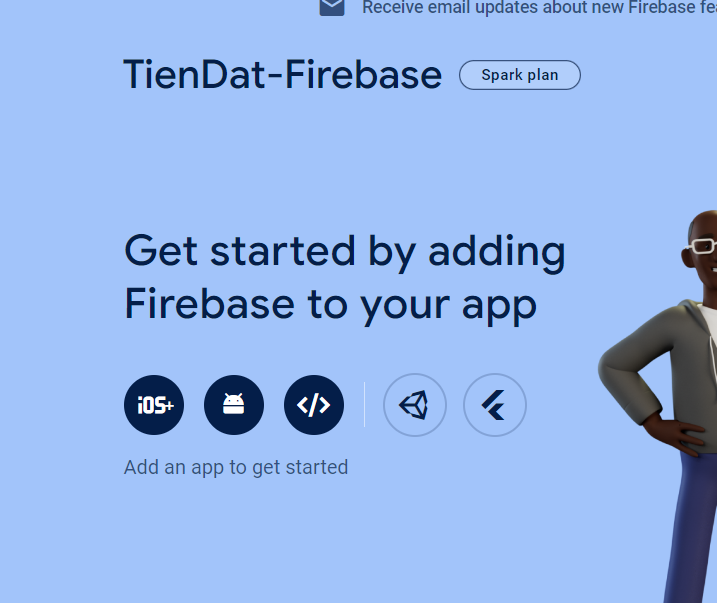 Receive email updates about new Firebase
TienDat-Firebase
Spark plan
Get started by adding
Firebase to your app
iOS+
Add an app to get started